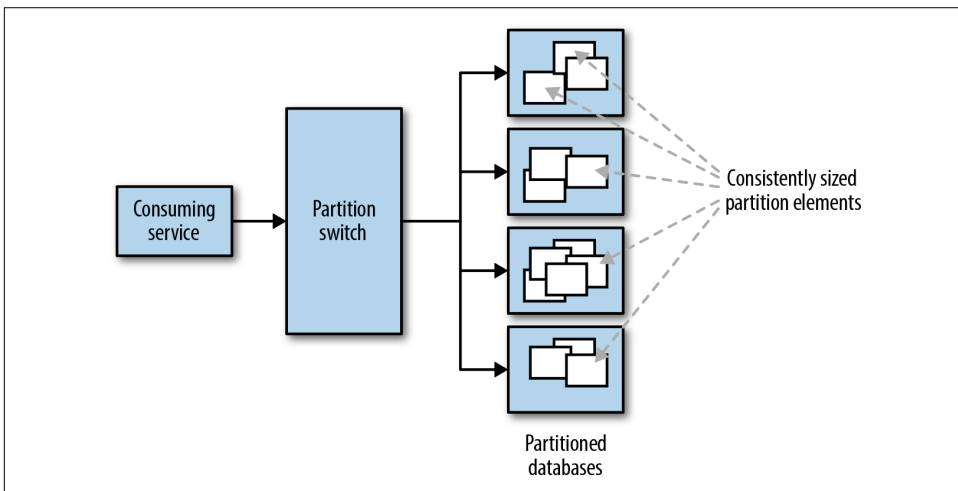 Consuming
service
Partition
switch
Consistently sized
partition elements
Partitioned
databases